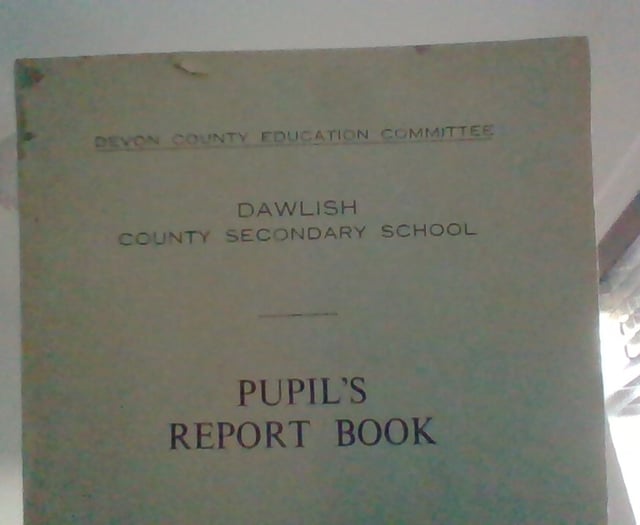 DEVON COUNTY EDUCATION COMMITTEE
DAWLISH
COUNTY SECONDARY SCHOOL
PUPIL'S
REPORT BOOK